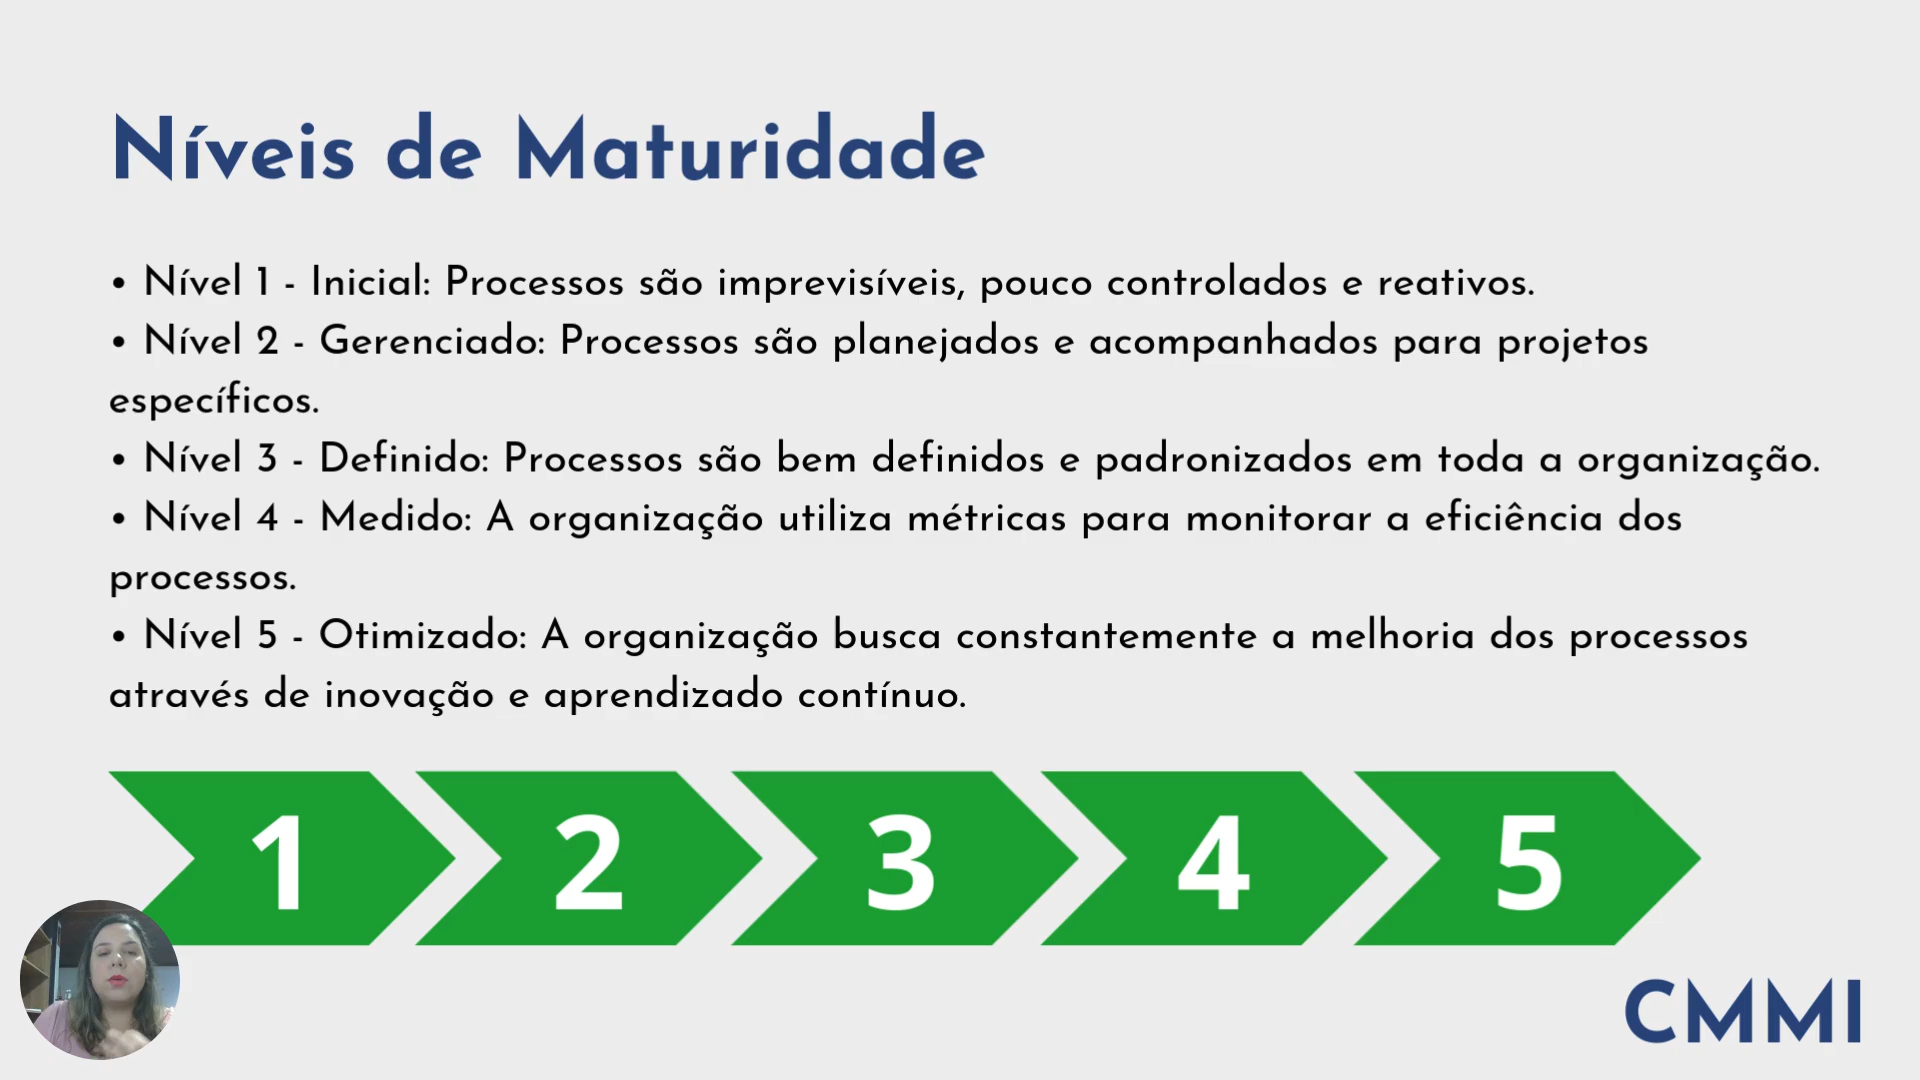 Níveis de Maturidade
• Nível 1 - Inicial: Processos são imprevisíveis, pouco controlados e reativos.
• Nível 2 - Gerenciado: Processos são planejados e acompanhados para projetos
específicos.
• Nível 3 - Definido: Processos são bem definidos e padronizados em toda a organização.
• Nível 4 - Medido: A organização utiliza métricas para monitorar a eficiência dos
processos.
• Nível 5 - Otimizado: A organização busca constantemente a melhoria dos processos
através de inovação e aprendizado contínuo.
1 2 3 4 5
CMMI